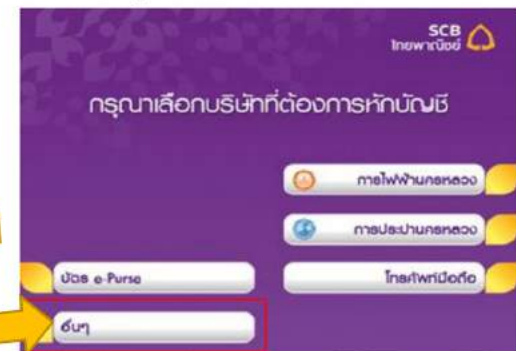 SCB
ไทยพาณิชย์
กรุณาเลือกบริษัทที่ต้องการหักบัญชี
การไฟฟ้านครหลวง
การประปานครหลวง
บัตร e-Purse
โทรศัพท์มือถือ
อื่นๆ